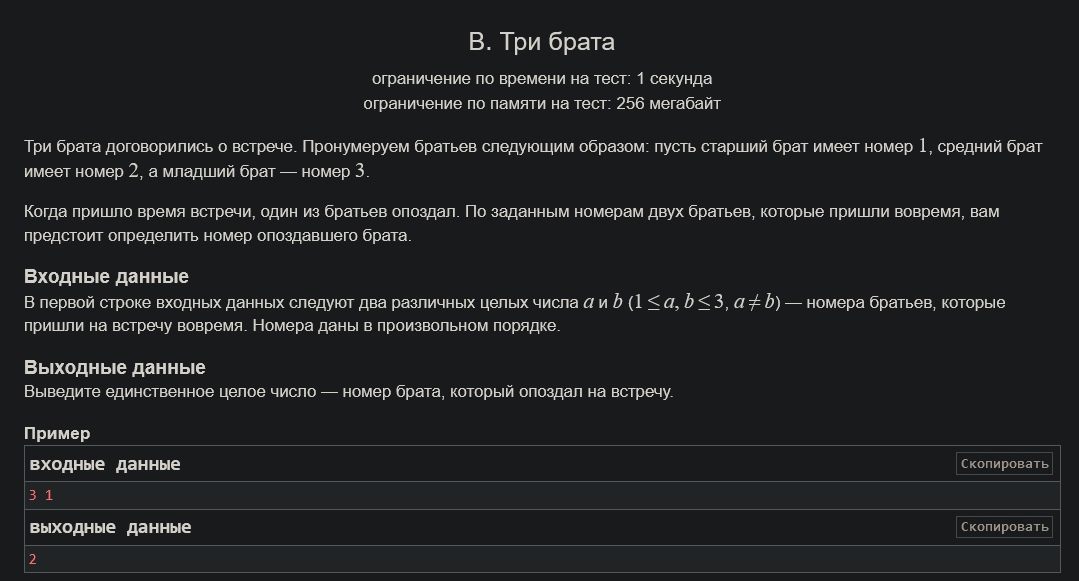 В. Три брата
ограничение по времени на тест: 1 секунда
ограничение по памяти на тест: 256 мегабайт
Три брата договорились о встрече. Пронумеруем братьев следующим образом: пусть старший брат имеет номер 1, средний брат
имеет номер 2, а младший брат — номер 3.
Когда пришло время встречи, один из братьев опоздал. По заданным номерам двух братьев, которые пришли вовремя, вам
предстоит определить номер опоздавшего брата.
Входные данные
В первой строке входных данных следуют два различных целых числа a и b (1 ≤ a, b ≤ 3, a ≠ b) — номера братьев, которые
пришли на встречу вовремя. Номера даны в произвольном порядке.
Выходные данные
Выведите единственное целое число — номер брата, который опоздал на встречу.
Пример
входные данные Скопировать
3 1
выходные данные Скопировать
2